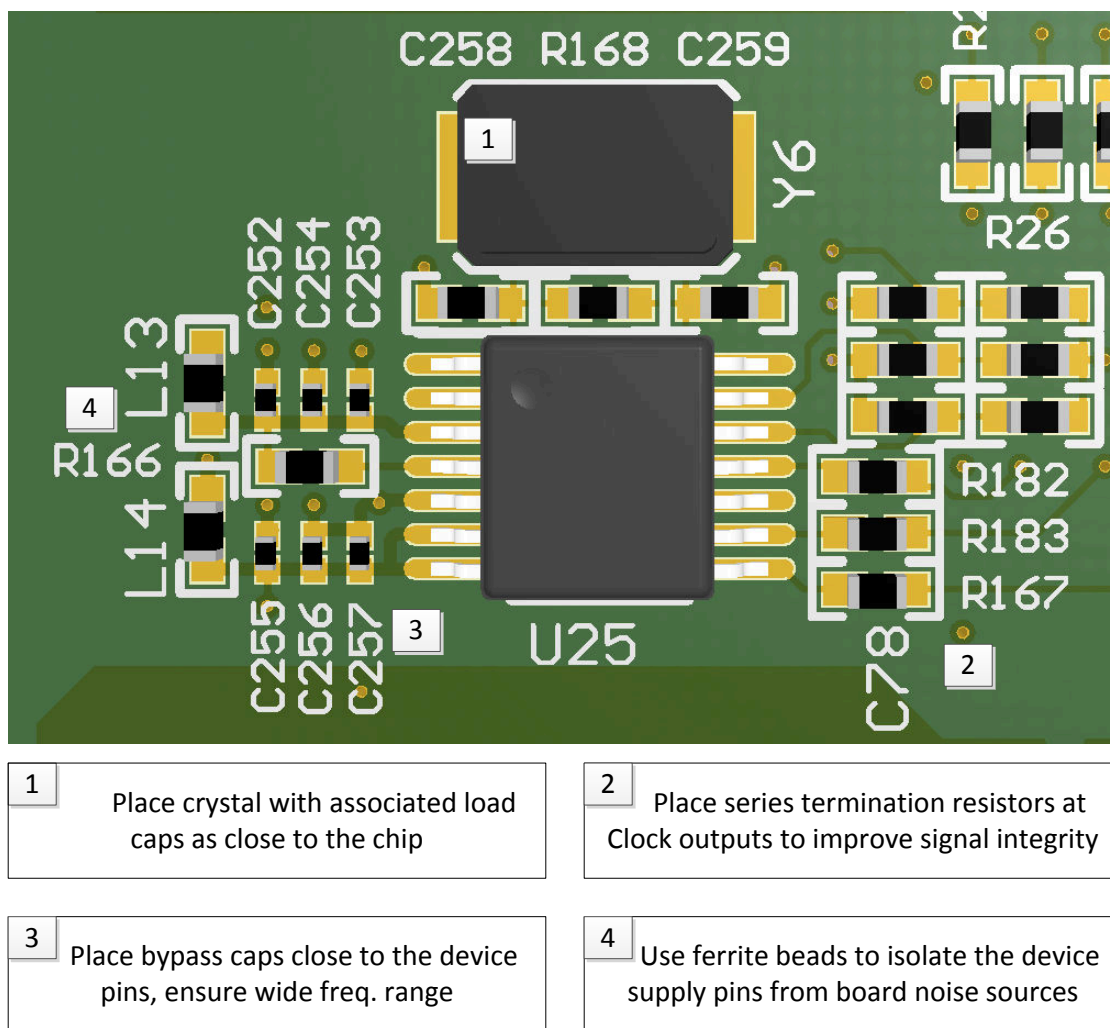 C258 R168 C259
R2
1
Y6
R26
C252
C254
C253
L13
4
R166
L14
R182
R183
R167
C255
C256
C257
3
U25
C78
2
1
Place crystal with associated load
caps as close to the chip
2
Place series termination resistors at
Clock outputs to improve signal integrity
3
Place bypass caps close to the device
pins, ensure wide freq. range
4
Use ferrite beads to isolate the device
supply pins from board noise sources